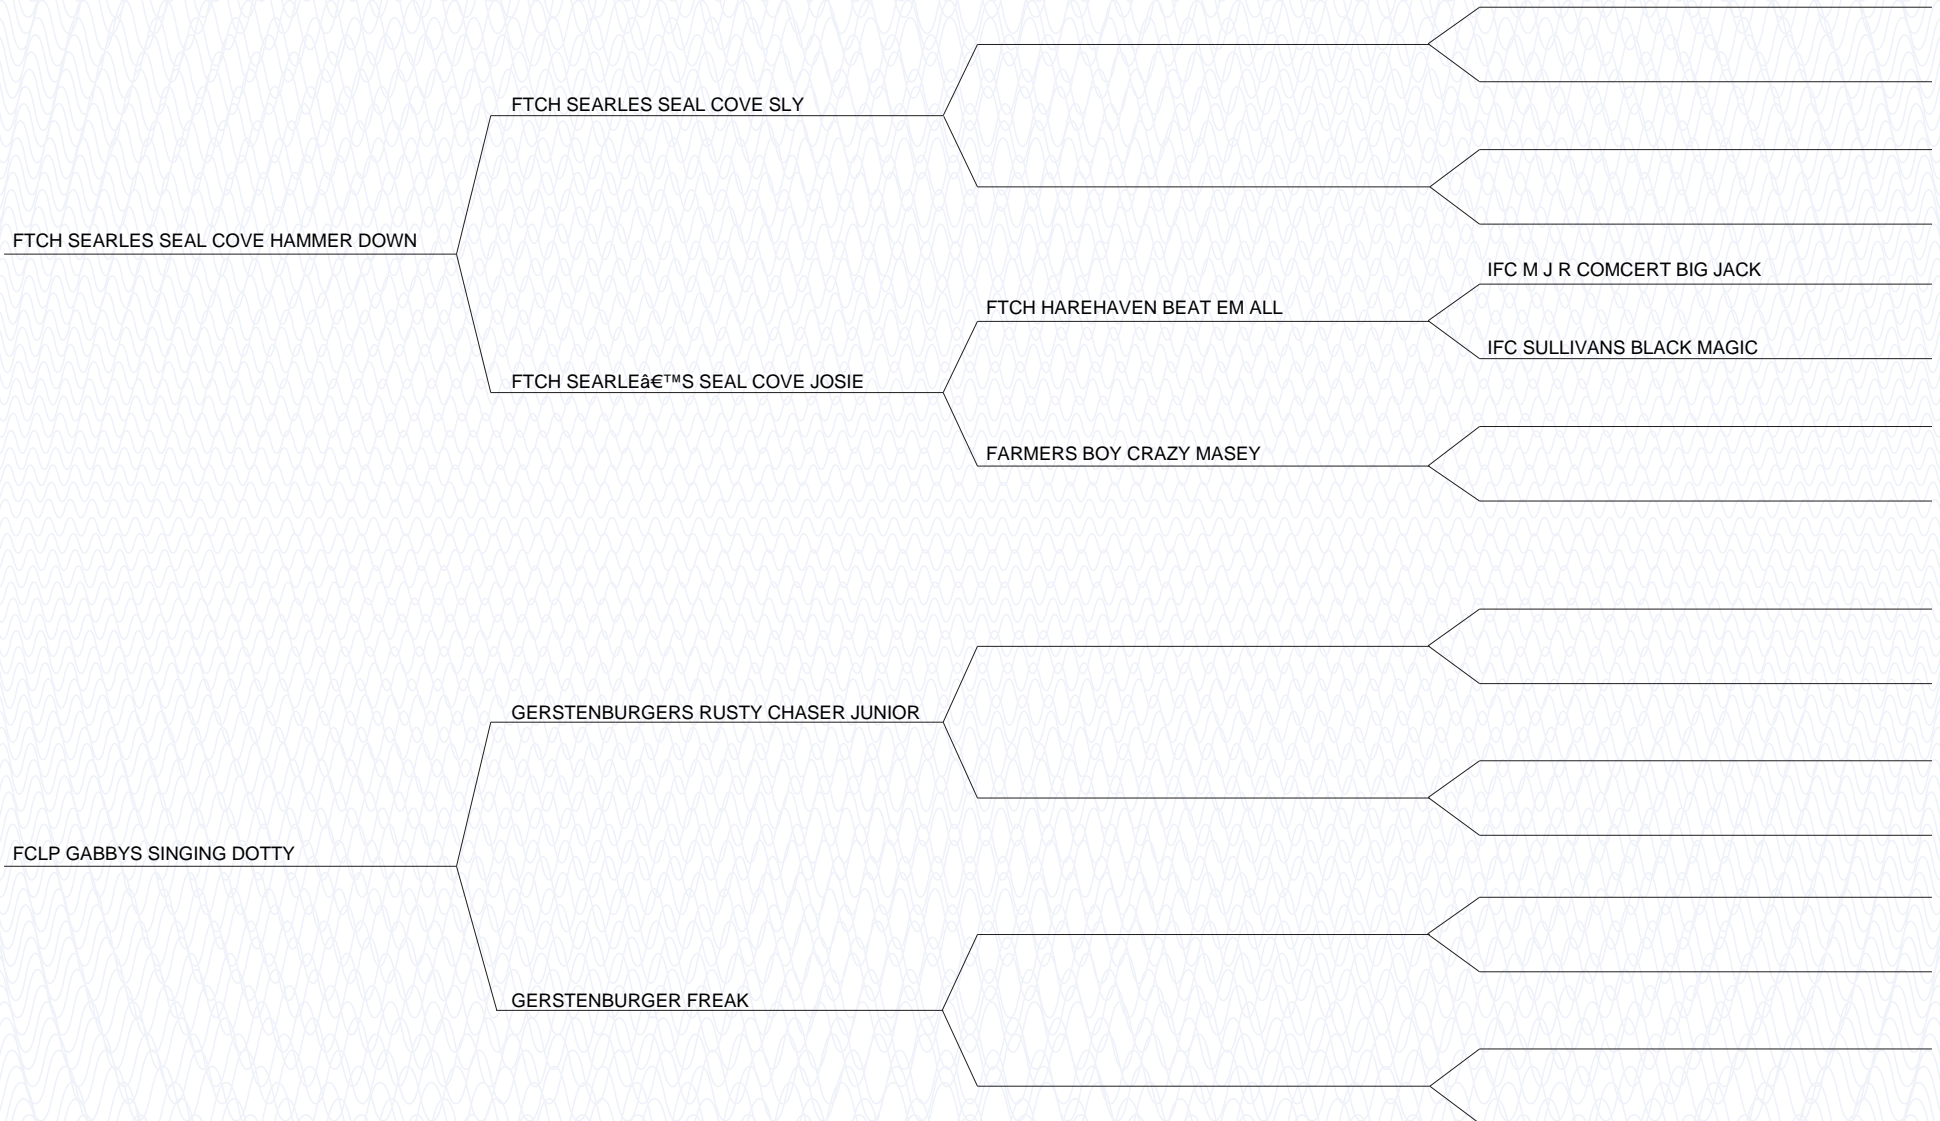 FTCH SEARLES SEAL COVE SLY
FTCH SEARLES SEAL COVE HAMMER DOWN
IFC M J R COMCERT BIG JACK
FTCH HAREHAVEN BEAT EM ALL
IFC SULLIVANS BLACK MAGIC
FTCH SEARLEâ€™S SEAL COVE JOSIE
FARMERS BOY CRAZY MASEY
GERSTENBURGERS RUSTY CHASER JUNIOR
FCLP GABBYS SINGING DOTTY
GERSTENBURGER FREAK